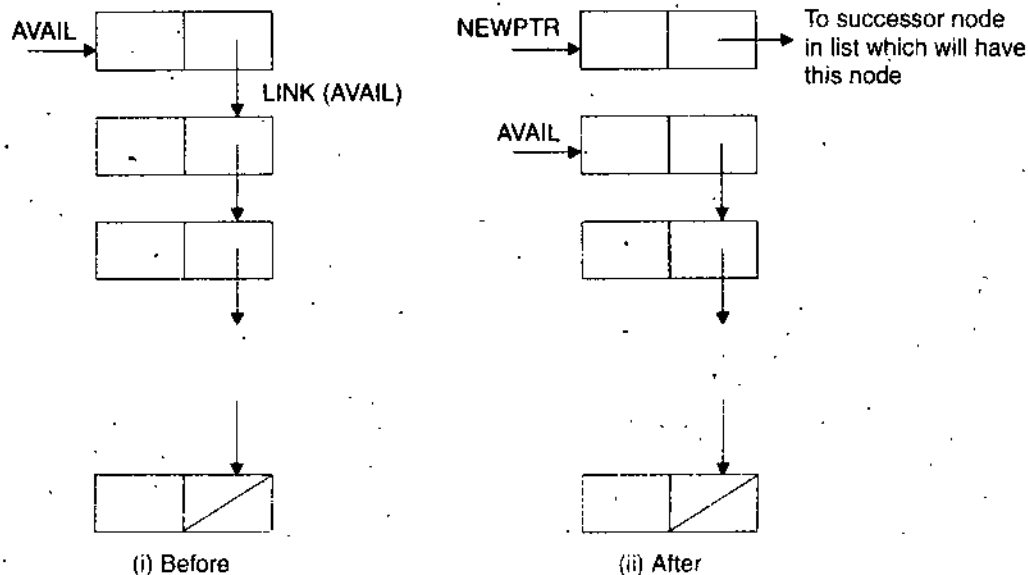 AVAIL
LINK (AVAIL)
(i) Before
NEWPTR
To successor node
in list which will have
this node
AVAIL
(ii) After